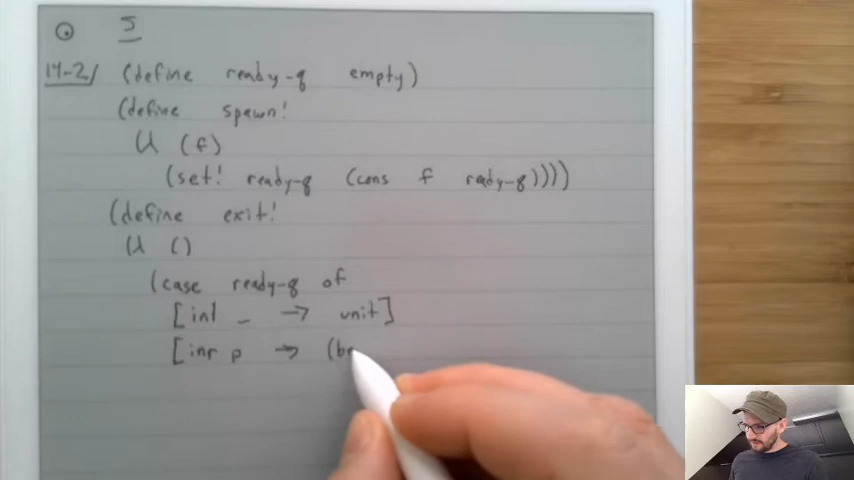 5
14-2/ (define ready-q empty)
(define spawn!
(λ (f)
(set! ready-q (cons f ready-q))))
(define exit!
(λ ()
(case ready-q of
[inl _ → unit]
[inr p → (be